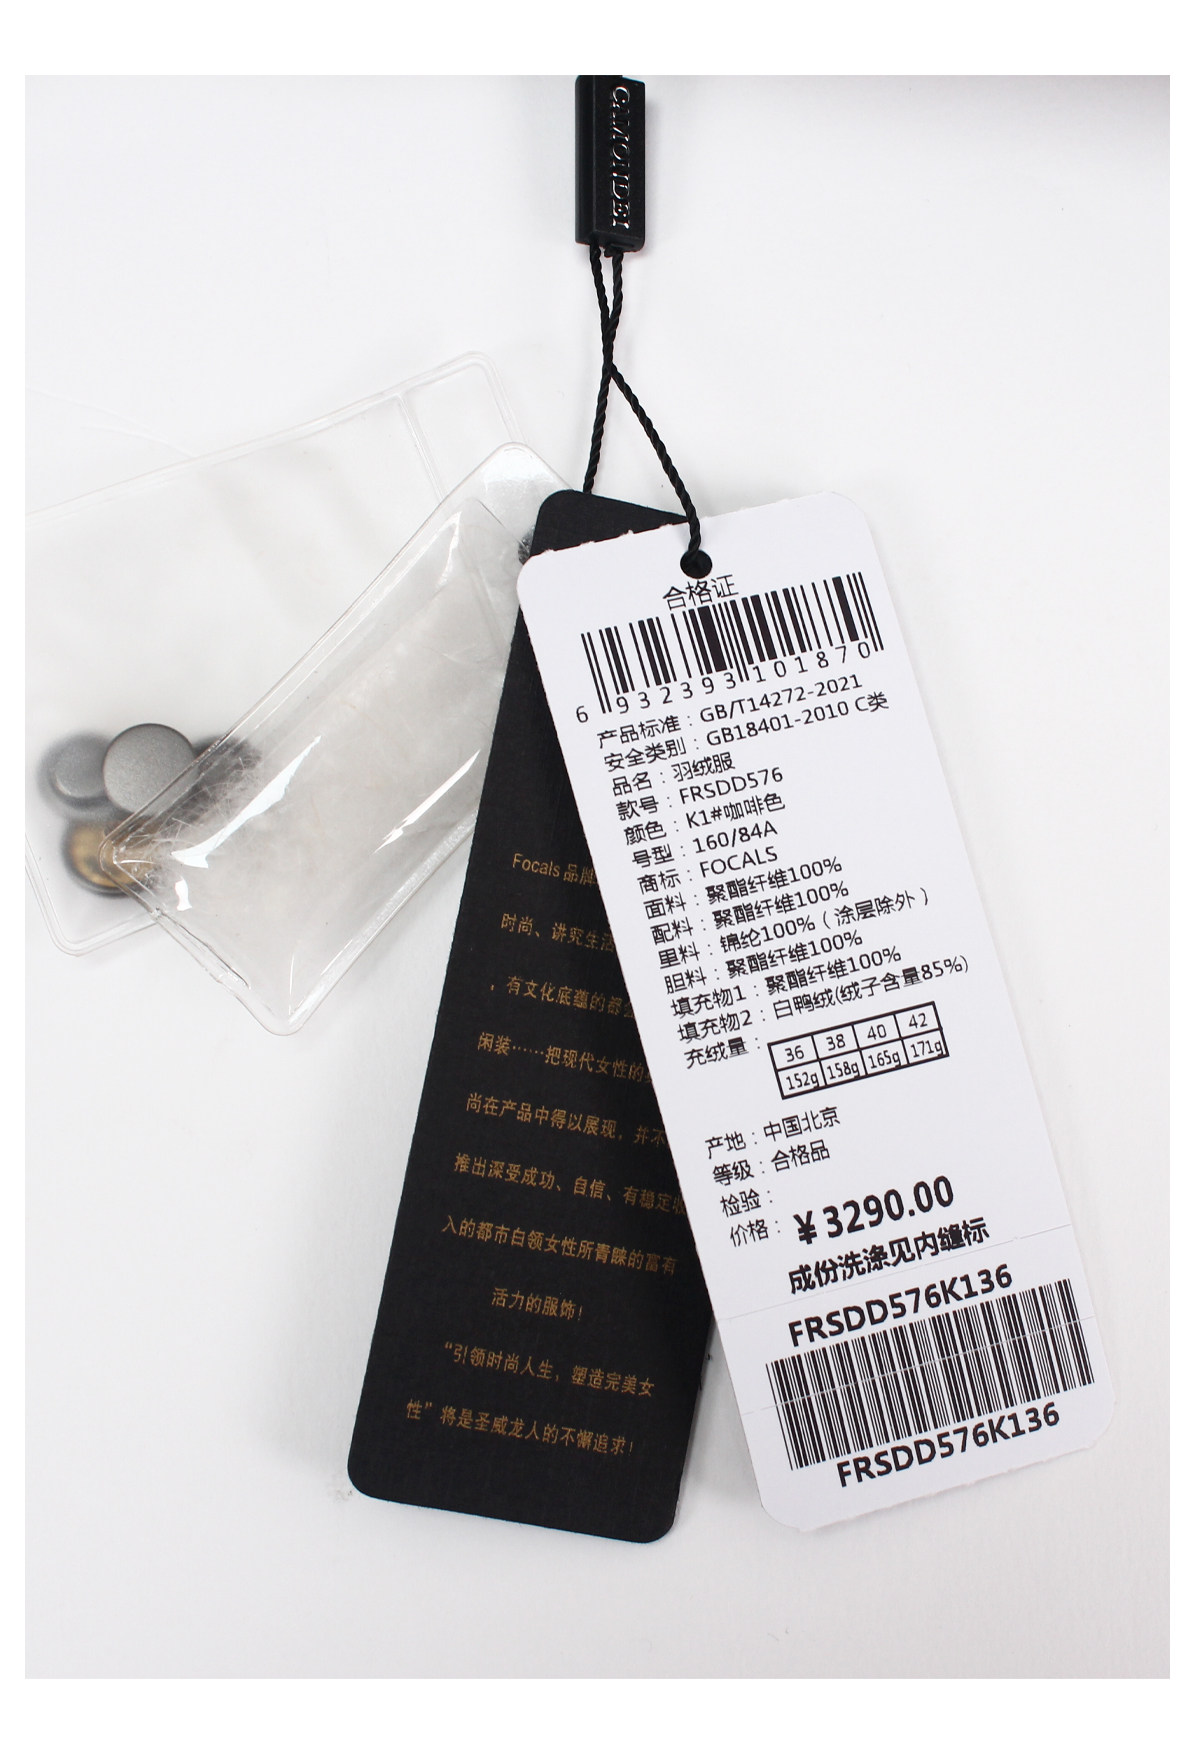 合格证
6 932393 101870
产品标准：GB/T14272-2021
安全类别：GB18401-2010 C类
品名：羽绒服
款号：FRSDD576
颜色：K1#咖啡色
号型：160/84A
商标：FOCALS
面料：聚酯纤维100%
配料：聚酯纤维100%
里料：锦纶100%（涂层除外）
胆料：聚酯纤维100%
填充物1：聚酯纤维100%
填充物2：白鸭绒(绒子含量85%)
充绒量：
36 38 40 42
152g 158g 165g 171g
产地：中国北京
等级：合格品
检验：
价格：￥3290.00
成份洗涤见内缝标
FRSDD576K136
FRSDD576K136
Focals 品牌
时尚、讲究生活
，有文化底蕴的都
闲装……把现代女性的
尚在产品中得以展现，并不
推出深受成功、自信、有稳定收
入的都市白领女性所青睐的富有
活力的服饰！
“引领时尚人生，塑造完美女
性”将是圣威龙人的不懈追求！